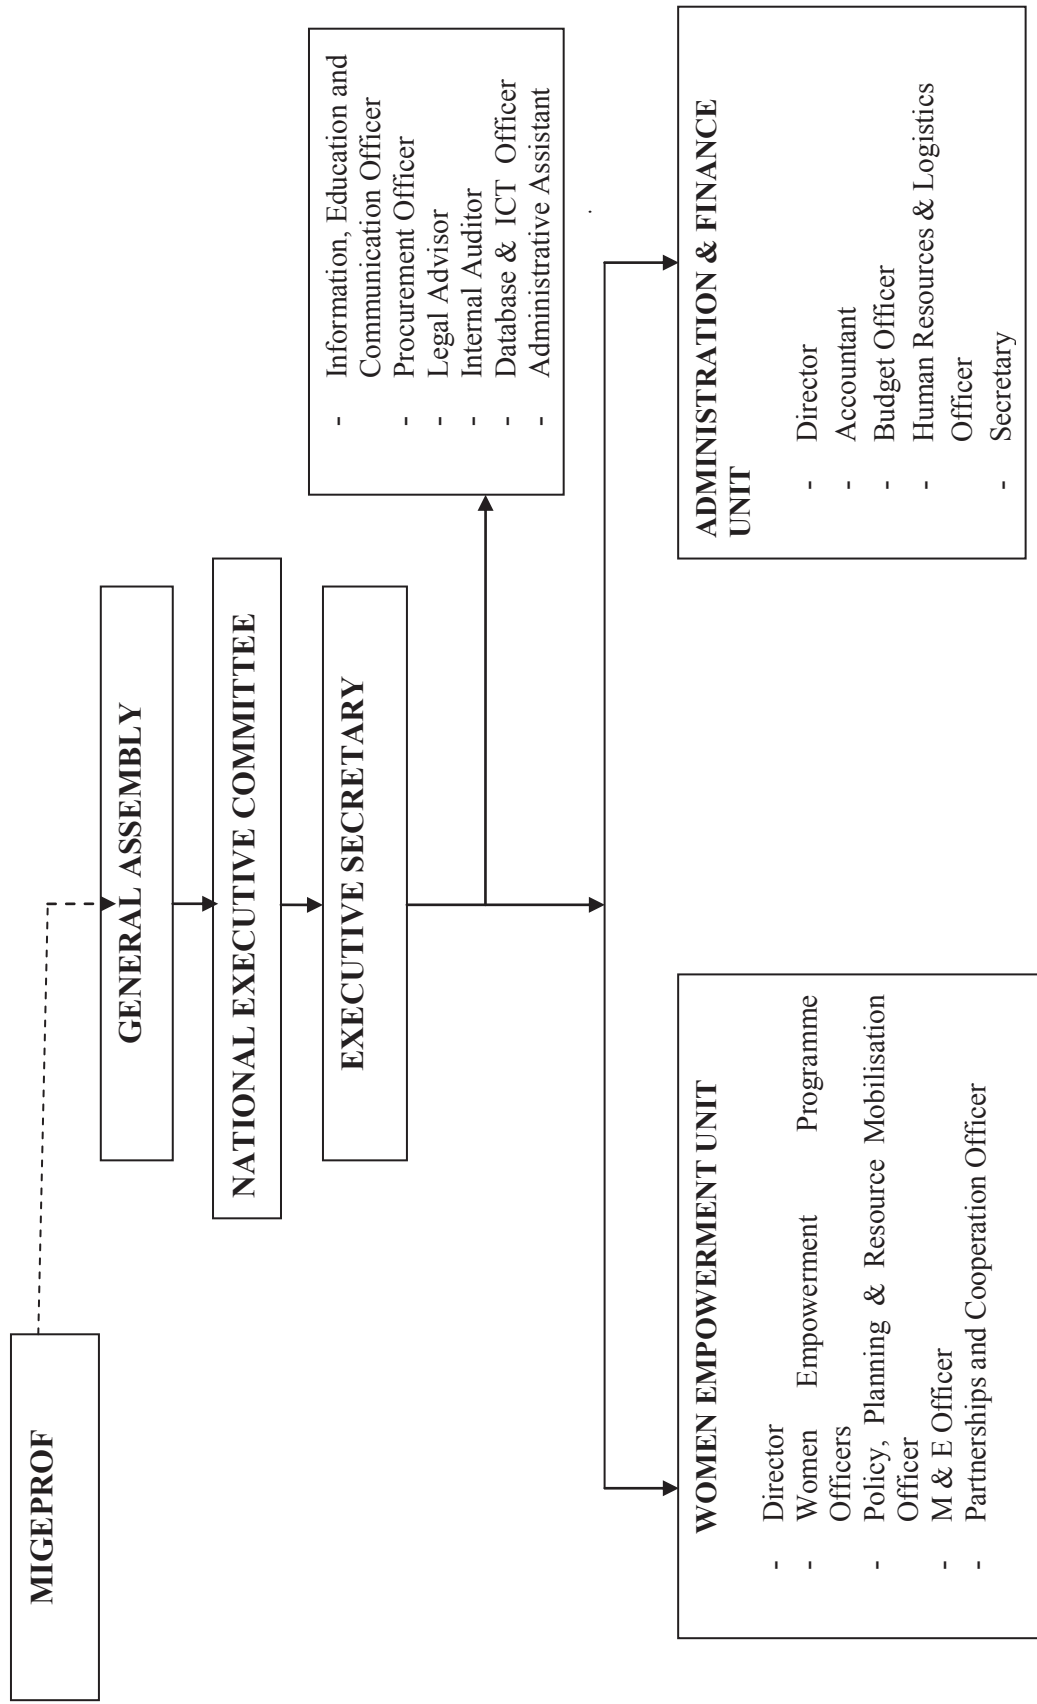 MIGEPROF
GENERAL ASSEMBLY
NATIONAL EXECUTIVE COMMITTEE
EXECUTIVE SECRETARY
- Information, Education and
Communication Officer
- Procurement Officer
- Legal Advisor
- Internal Auditor
- Database & ICT Officer
- Administrative Assistant
WOMEN EMPOWERMENT UNIT
- Director
- Women Empowerment Programme
Officers
- Policy, Planning & Resource Mobilisation
Officer
- M & E Officer
- Partnerships and Cooperation Officer
ADMINISTRATION & FINANCE
UNIT
- Director
- Accountant
- Budget Officer
- Human Resources & Logistics
Officer
- Secretary